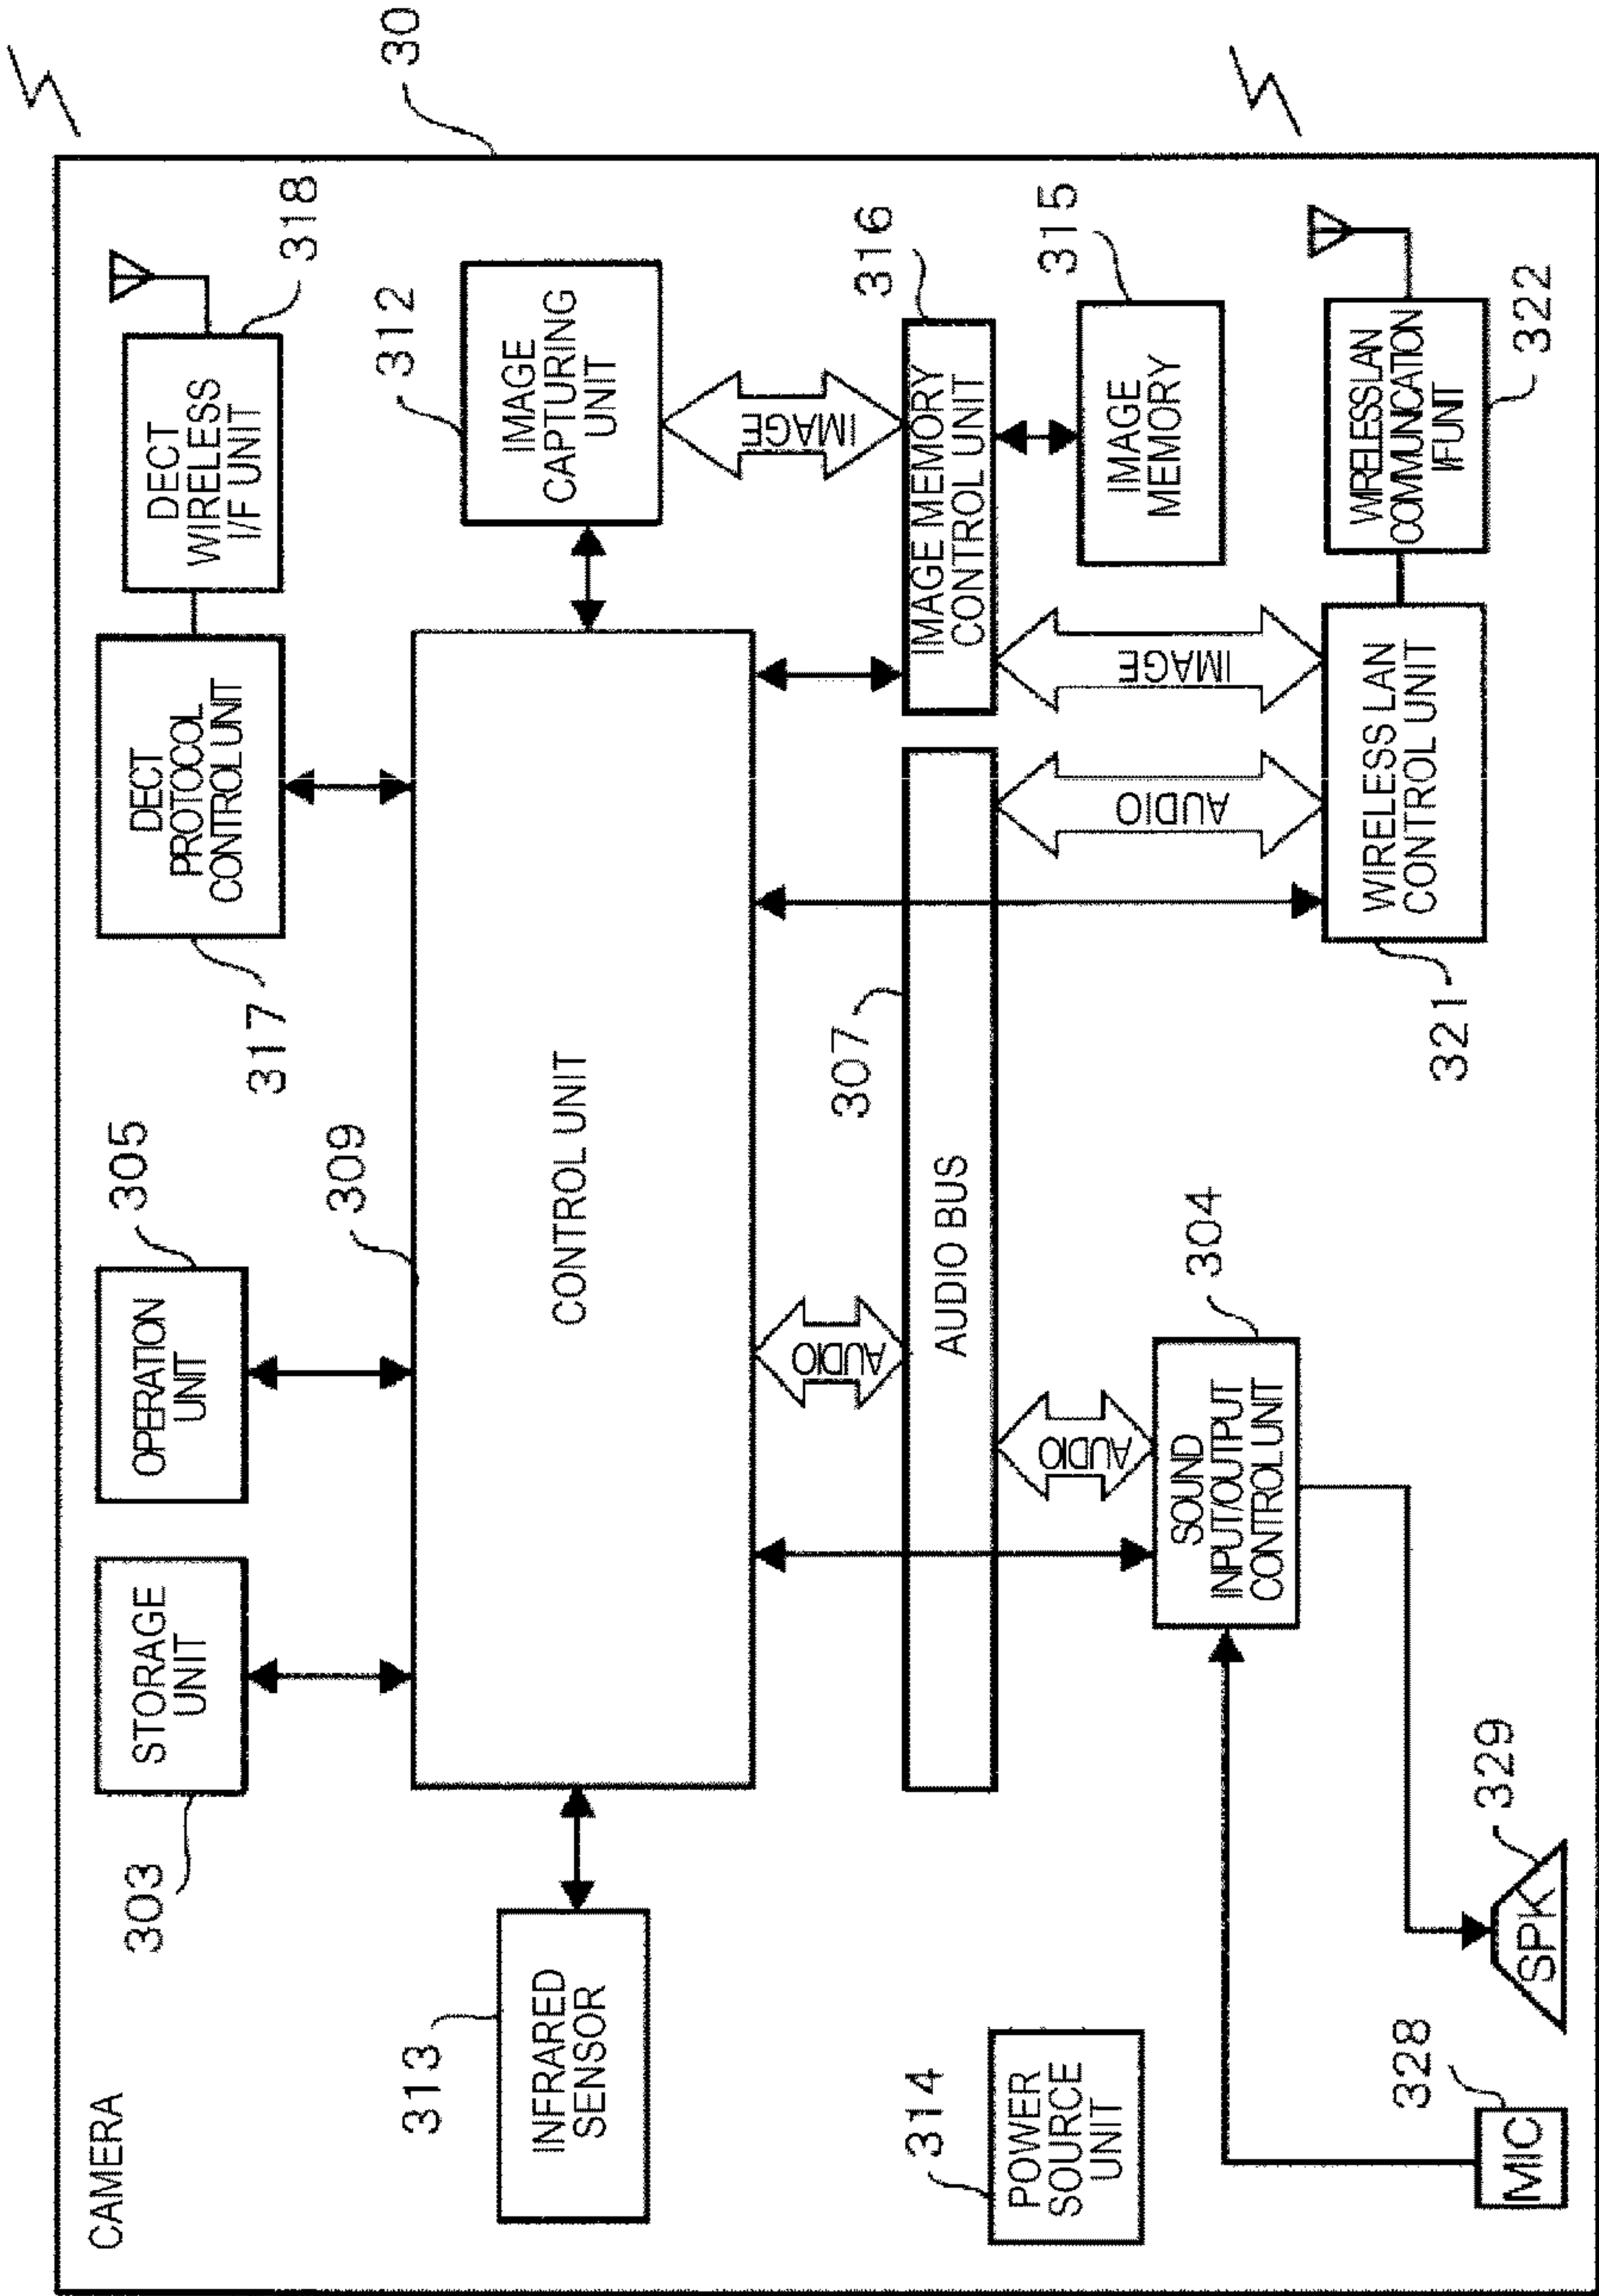 CAMERA
30
303
STORAGE
UNIT
305
OPERATION
UNIT
317
DECT
PROTOCOL
CONTROL UNIT
DECT
WIRELESS
I/F UNIT
318
313
INFRARED
SENSOR
309
CONTROL UNIT
312
IMAGE
CAPTURING
UNIT
AUDIO
IMAGE
307
AUDIO BUS
316
IMAGE MEMORY
CONTROL UNIT
314
POWER
SOURCE
UNIT
AUDIO
AUDIO
IMAGE
315
IMAGE
MEMORY
304
SOUND
INPUT/OUTPUT
CONTROL UNIT
321
WIRELESS LAN
CONTROL UNIT
WIRELESS LAN
COMMUNICATION
I/F UNIT
322
328
MIC
329
SPK